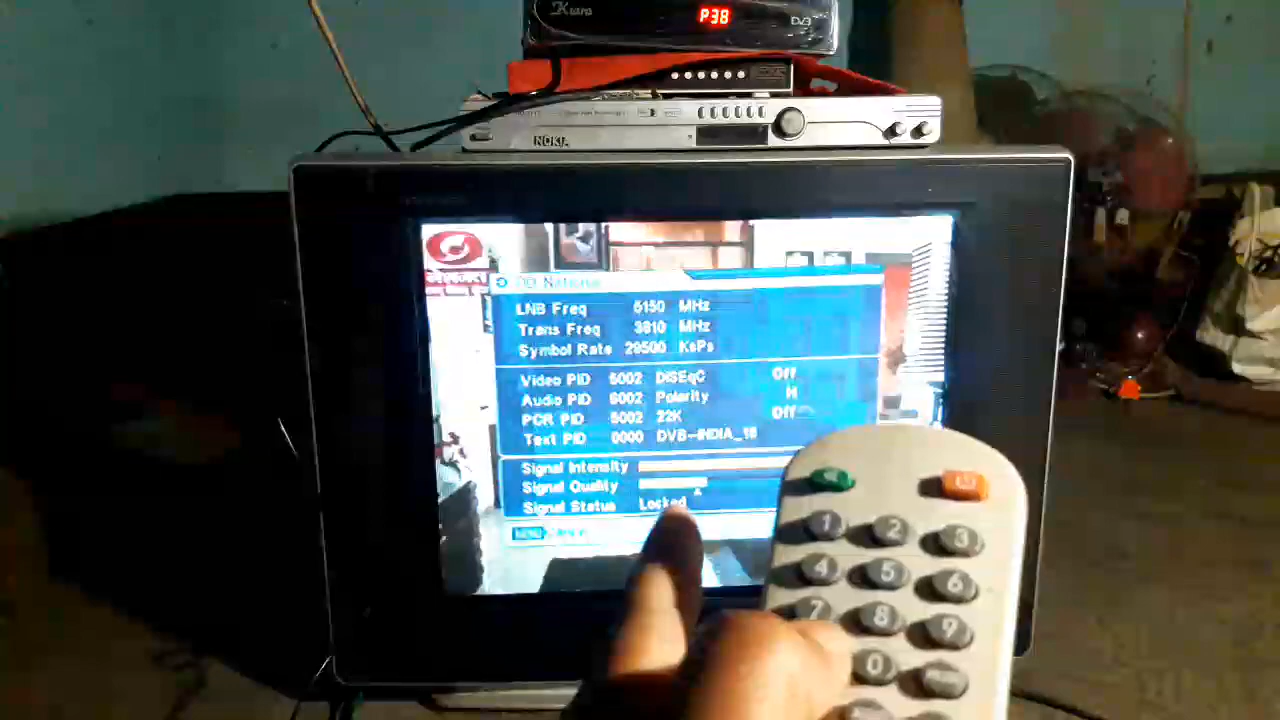 P38
DVB
NOKIA
DD National
LNB Freq 5150 MHz
Trans Freq 3810 MHz
Symbol Rate 29500 KsPs
Video PID 5002 DiSEqC Off
Audio PID 6002 Polarity H
PCR PID 5002 22K Off
Text PID 0000 DVB-INDIA_16
Signal Intensity
Signal Quality
Signal Status Locked
MENU
1 2 3
4 5 6
7 8 9
0